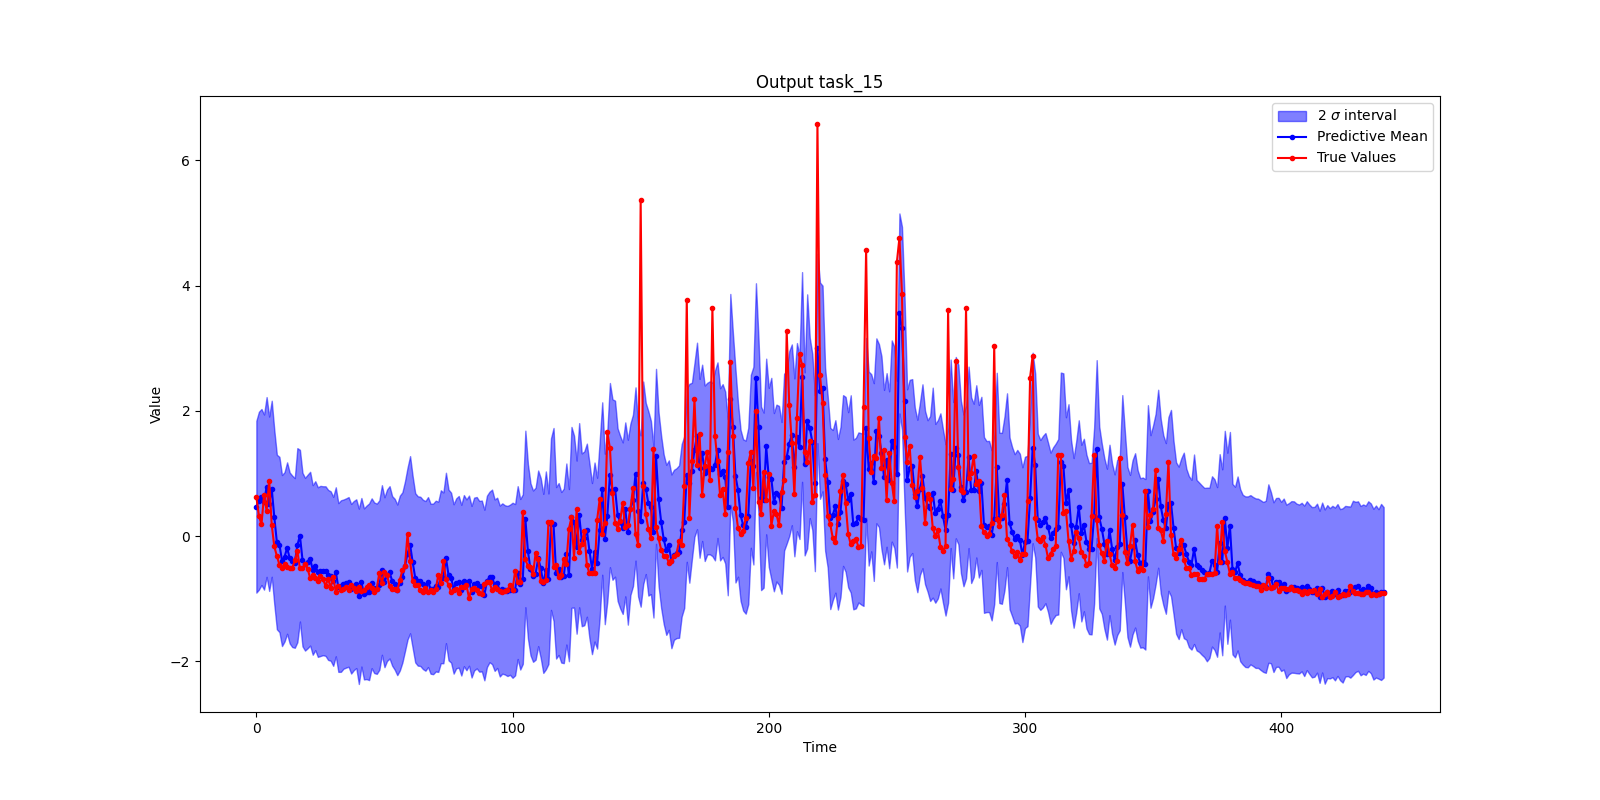 Output task_15
2 σ interval
Predictive Mean
True Values
Value
6
4
2
0
−2
0
100
200
300
400
Time